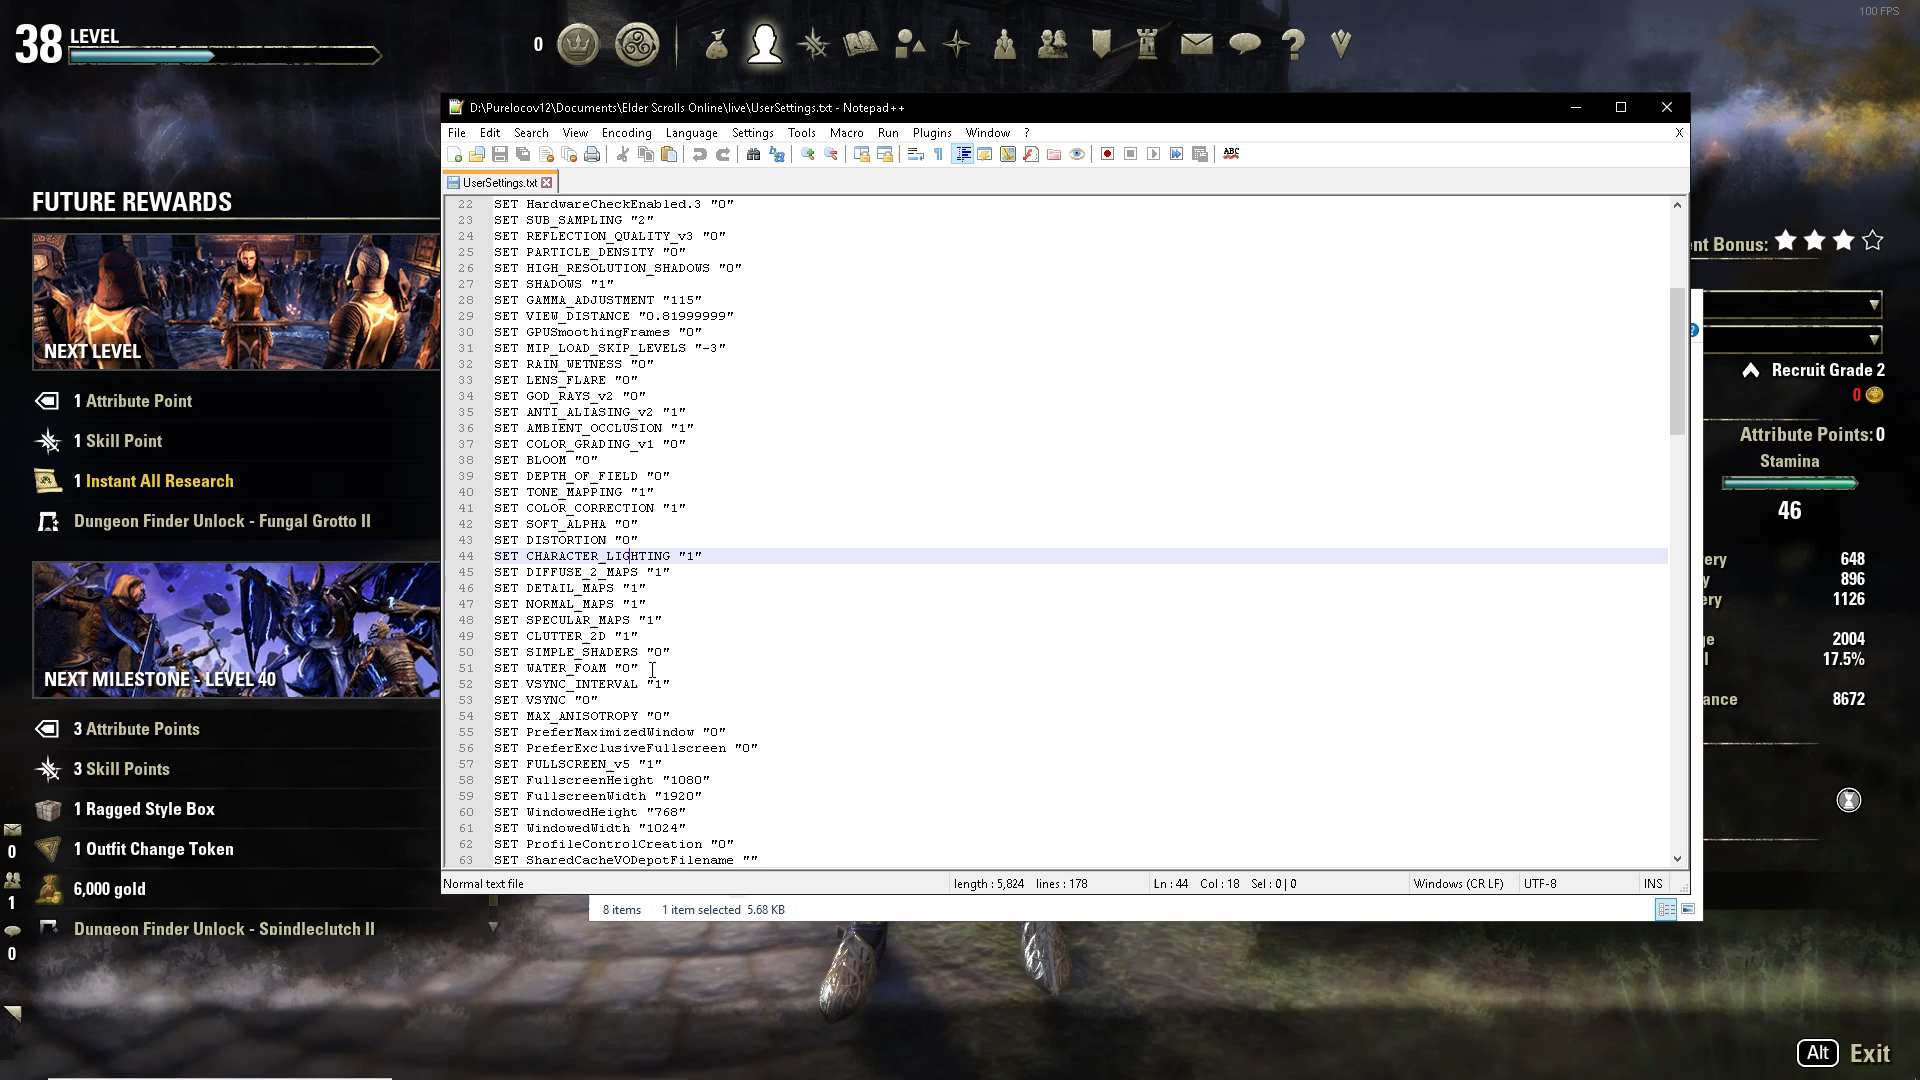 100 FPS
38 LEVEL
0
D:\Purelocov12\Documents\Elder Scrolls Online\live\UserSettings.txt - Notepad++
File Edit Search View Encoding Language Settings Tools Macro Run Plugins Window ? X
ABC
UserSettings.txt
22 SET HardwareCheckEnabled.3 "0"
23 SET SUB_SAMPLING "2"
24 SET REFLECTION_QUALITY_v3 "0"
25 SET PARTICLE_DENSITY "0"
26 SET HIGH_RESOLUTION_SHADOWS "0"
27 SET SHADOWS "1"
28 SET GAMMA_ADJUSTMENT "115"
29 SET VIEW_DISTANCE "0.81999999"
30 SET GPUSmoothingFrames "0"
31 SET MIP_LOAD_SKIP_LEVELS "-3"
32 SET RAIN_WETNESS "0"
33 SET LENS_FLARE "0"
34 SET GOD_RAYS_v2 "0"
35 SET ANTI_ALIASING_v2 "1"
36 SET AMBIENT_OCCLUSION "1"
37 SET COLOR_GRADING_v1 "0"
38 SET BLOOM "0"
39 SET DEPTH_OF_FIELD "0"
40 SET TONE_MAPPING "1"
41 SET COLOR_CORRECTION "1"
42 SET SOFT_ALPHA "0"
43 SET DISTORTION "0"
44 SET CHARACTER_LIGHTING "1"
45 SET DIFFUSE_2_MAPS "1"
46 SET DETAIL_MAPS "1"
47 SET NORMAL_MAPS "1"
48 SET SPECULAR_MAPS "1"
49 SET CLUTTER_2D "1"
50 SET SIMPLE_SHADERS "0"
51 SET WATER_FOAM "0"
52 SET VSYNC_INTERVAL "1"
53 SET VSYNC "0"
54 SET MAX_ANISOTROPY "0"
55 SET PreferMaximizedWindow "0"
56 SET PreferExclusiveFullscreen "0"
57 SET FULLSCREEN_v5 "1"
58 SET FullscreenHeight "1080"
59 SET FullscreenWidth "1920"
60 SET WindowedHeight "768"
61 SET WindowedWidth "1024"
62 SET ProfileControlCreation "0"
63 SET SharedCacheVODepotFilename ""
Normal text file length : 5,824 lines : 178 Ln : 44 Col : 18 Sel : 0 | 0 Windows (CR LF) UTF-8 INS
8 items 1 item selected 5.68 KB
FUTURE REWARDS
NEXT LEVEL
1 Attribute Point
1 Skill Point
1 Instant All Research
Dungeon Finder Unlock - Fungal Grotto II
NEXT MILESTONE - LEVEL 40
3 Attribute Points
3 Skill Points
1 Ragged Style Box
1 Outfit Change Token
6,000 gold
Dungeon Finder Unlock - Spindleclutch II
0
1
0
nt Bonus:
Recruit Grade 2
0
Attribute Points: 0
Stamina
46
ery 648
y 896
ery 1126
ge 2004
l 17.5%
ance 8672
Alt Exit